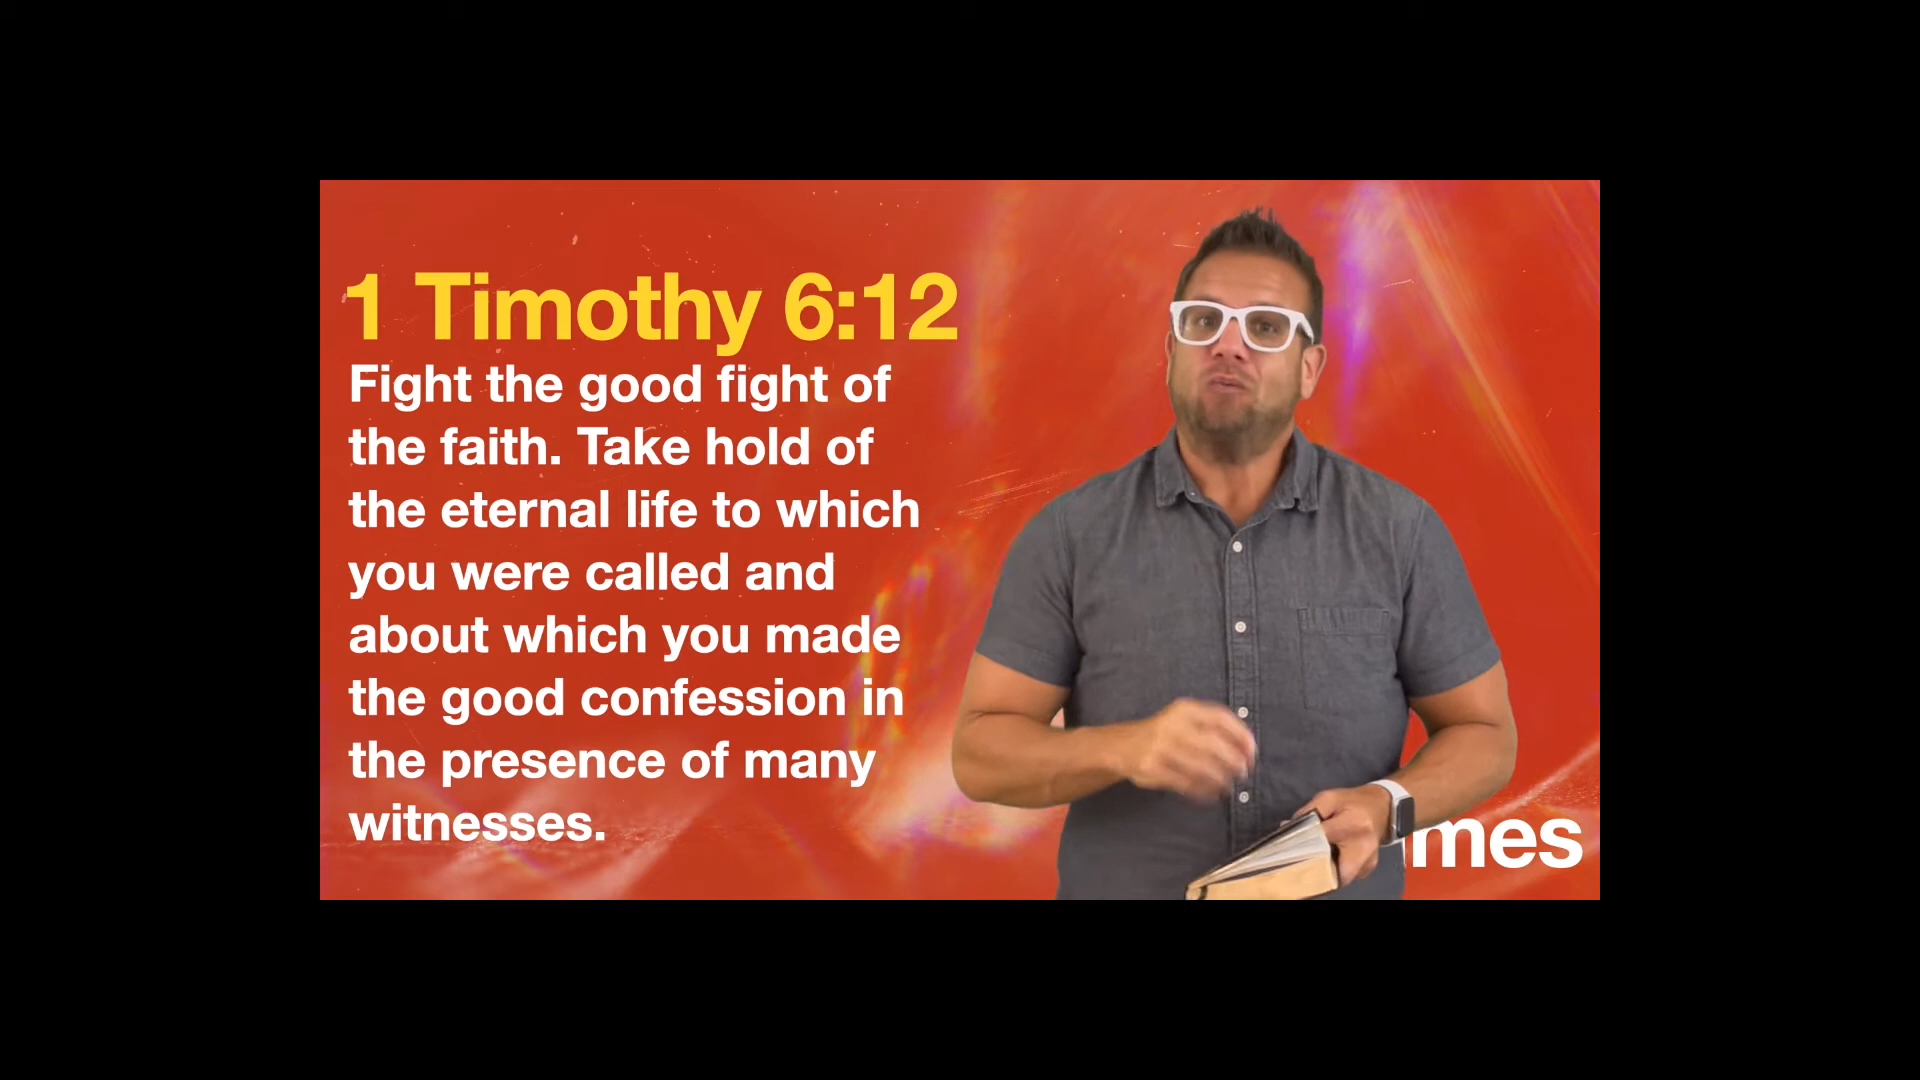 1 Timothy 6:12
Fight the good fight of
the faith. Take hold of
the eternal life to which
you were called and
about which you made
the good confession in
the presence of many
witnesses.